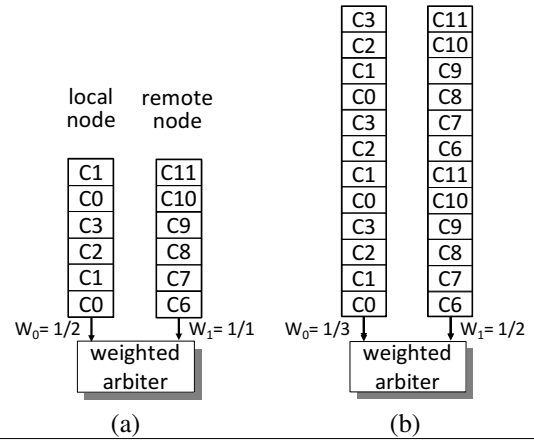 local
node
C1
C0
C3
C2
C1
C0
remote
node
C11
C10
C9
C8
C7
C6
W0= 1/2
W1= 1/1
weighted
arbiter
(a)
C3
C2
C1
C0
C3
C2
C1
C0
C3
C2
C1
C0
C11
C10
C9
C8
C7
C6
C11
C10
C9
C8
C7
C6
W0= 1/3
W1= 1/2
weighted
arbiter
(b)